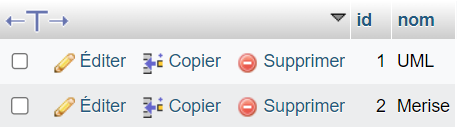 id nom
Éditer Copier Supprimer 1 UML
Éditer Copier Supprimer 2 Merise